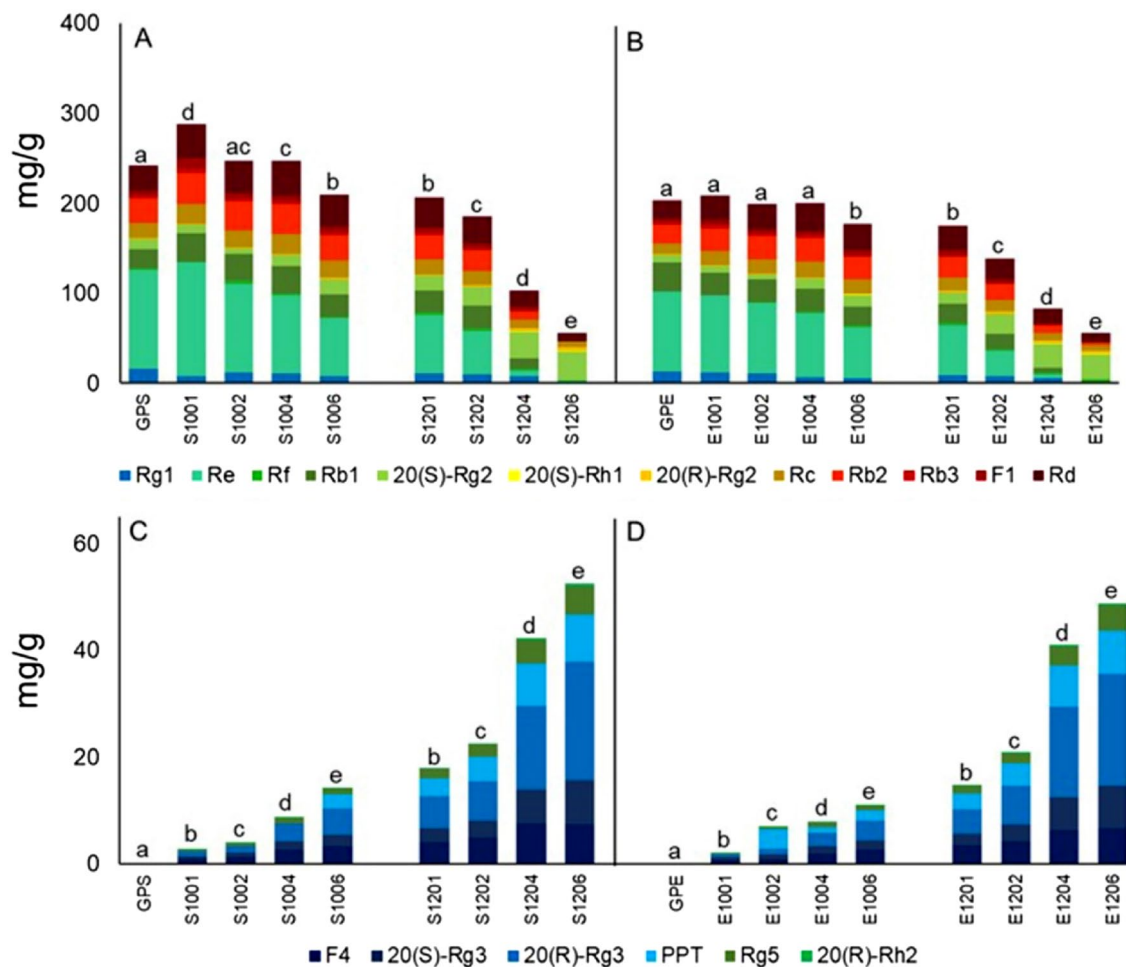 400
300
200
100
0
mg/g
A
a
d
ac
c
b
b
c
d
e
B
a
a
a
a
b
b
c
d
e
GPS
S1001
S1002
S1004
S1006
S1201
S1202
S1204
S1206
GPE
E1001
E1002
E1004
E1006
E1201
E1202
E1204
E1206
Rg1 Re Rf Rb1 20(S)-Rg2 20(S)-Rh1 20(R)-Rg2 Rc Rb2 Rb3 F1 Rd
60
40
20
0
mg/g
C
a
b
c
d
e
b
c
d
e
D
a
b
c
d
e
b
c
d
e
GPS
S1001
S1002
S1004
S1006
S1201
S1202
S1204
S1206
GPE
E1001
E1002
E1004
E1006
E1201
E1202
E1204
E1206
F4 20(S)-Rg3 20(R)-Rg3 PPT Rg5 20(R)-Rh2